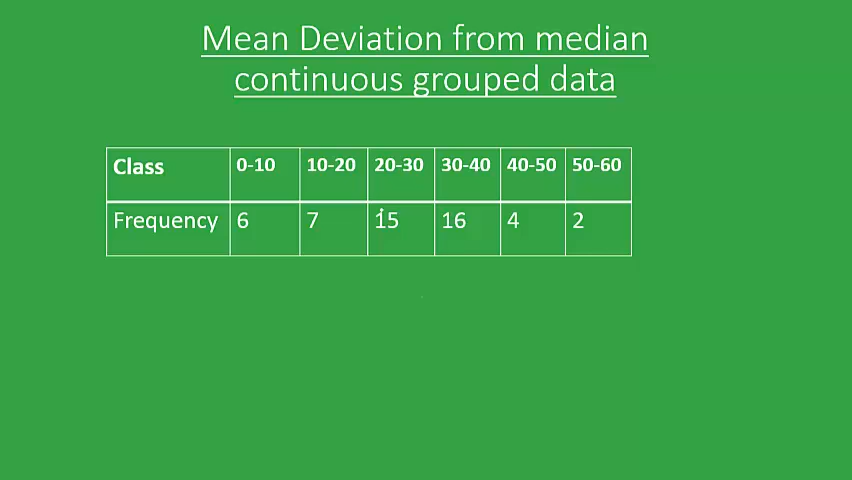 Mean Deviation from median
continuous grouped data
Class 0-10 10-20 20-30 30-40 40-50 50-60
Frequency 6 7 15 16 4 2